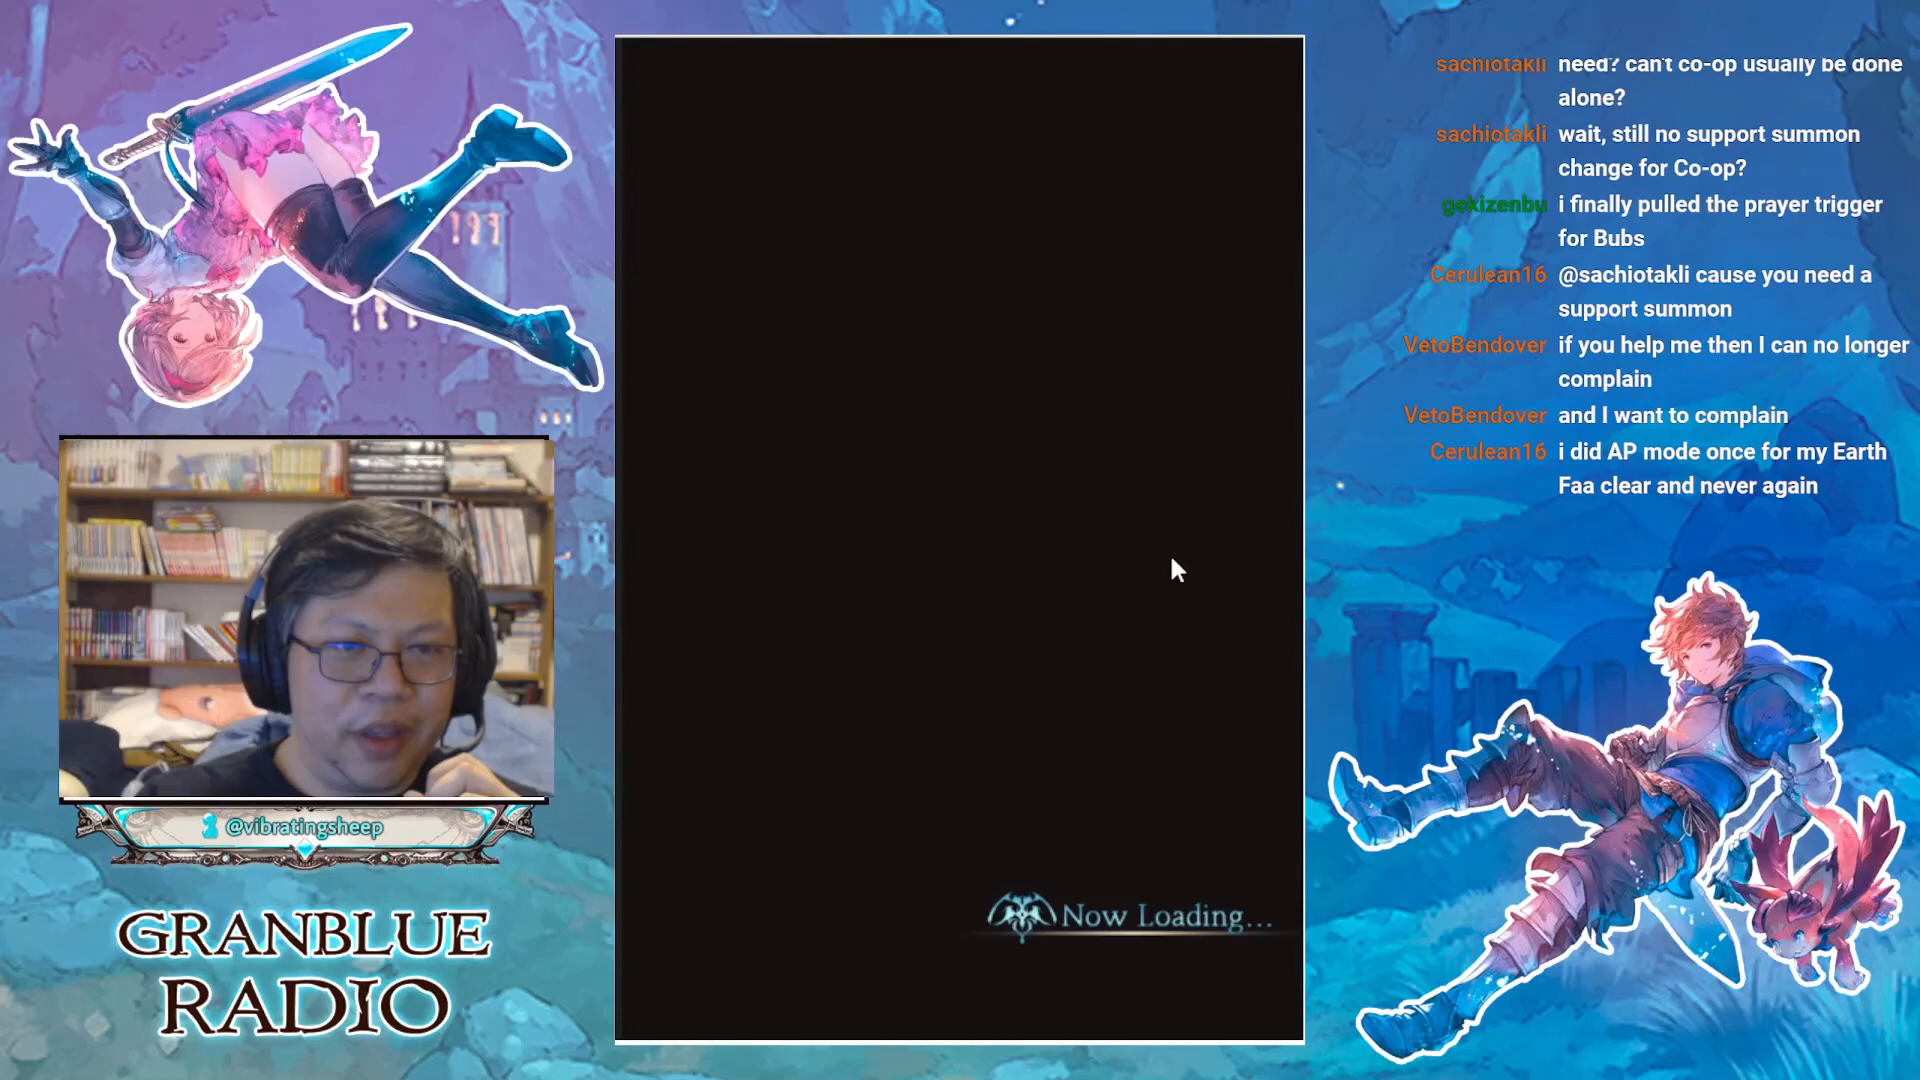 sachiotakli need? can't co-op usually be done
alone?
sachiotakli wait, still no support summon
change for Co-op?
gekizenbu i finally pulled the prayer trigger
for Bubs
Cerulean16 @sachiotakli cause you need a
support summon
VetoBendover if you help me then I can no longer
complain
VetoBendover and I want to complain
Cerulean16 i did AP mode once for my Earth
Faa clear and never again
@vibratingsheep
GRANBLUE
RADIO
Now Loading...